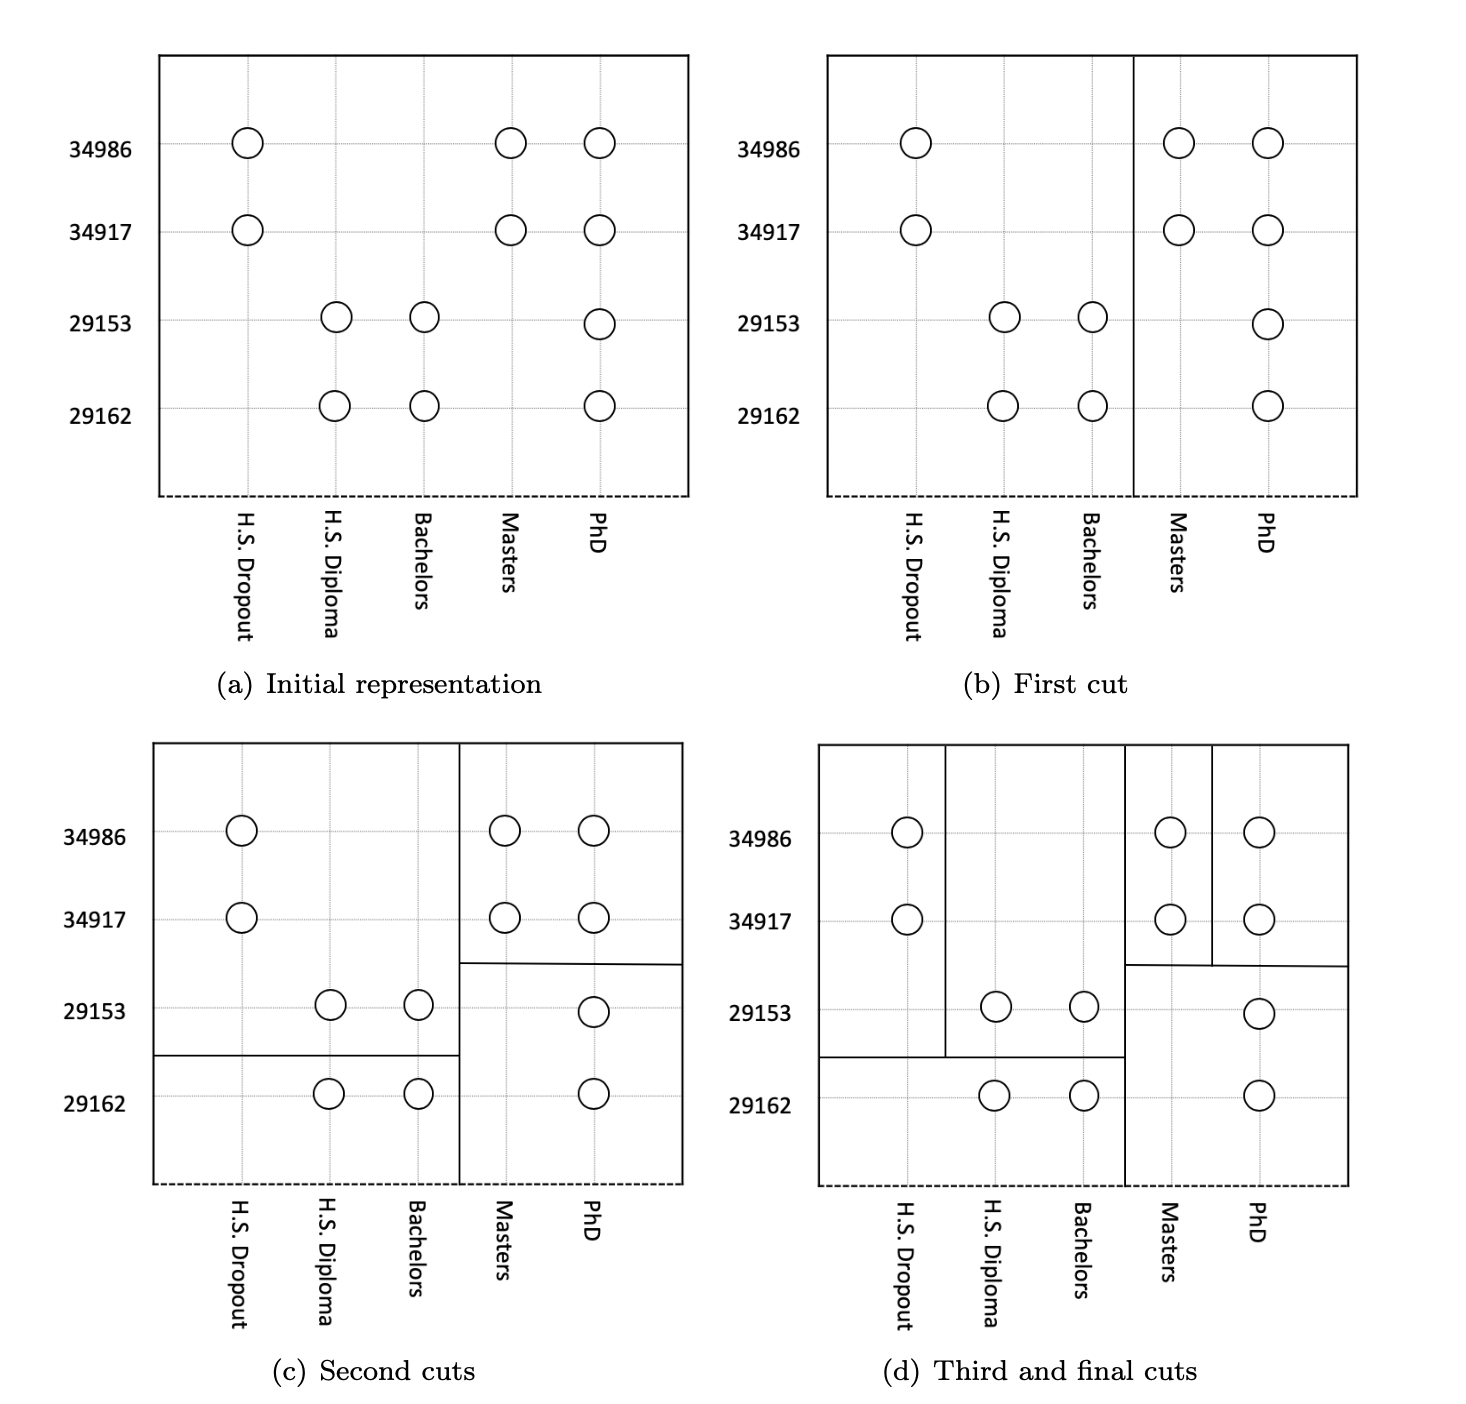 34986
34917
29153
29162
H.S. Dropout
H.S. Diploma
Bachelors
Masters
PhD
(a) Initial representation
34986
34917
29153
29162
H.S. Dropout
H.S. Diploma
Bachelors
Masters
PhD
(b) First cut
34986
34917
29153
29162
H.S. Dropout
H.S. Diploma
Bachelors
Masters
PhD
(c) Second cuts
34986
34917
29153
29162
H.S. Dropout
H.S. Diploma
Bachelors
Masters
PhD
(d) Third and final cuts